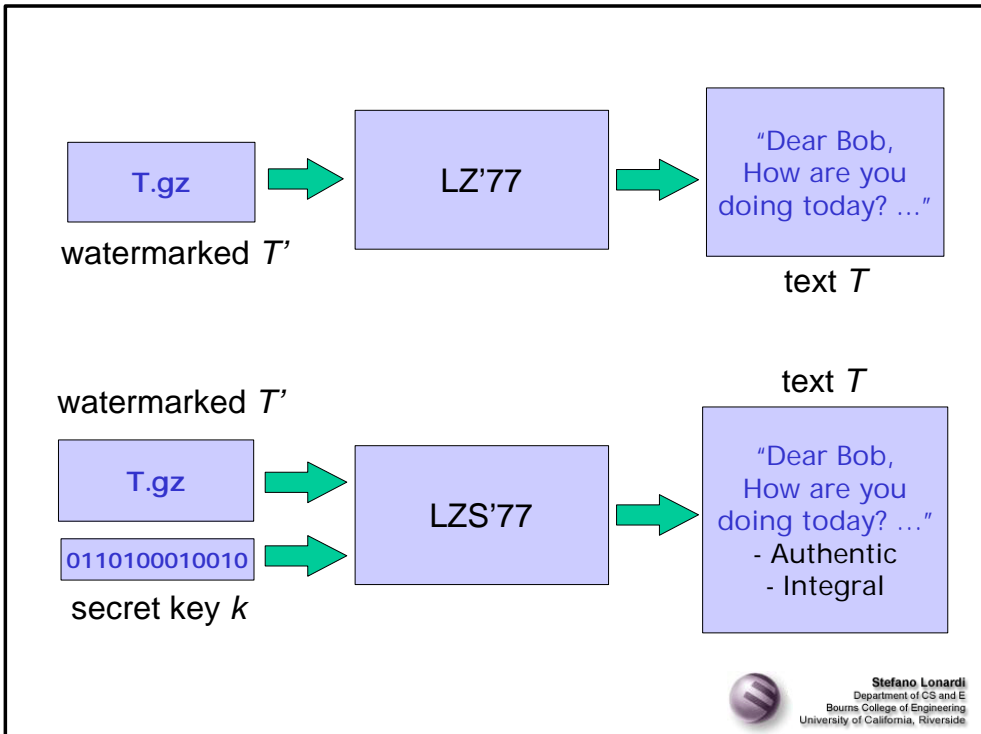 T.gz
watermarked T'
LZ'77
"Dear Bob,
How are you
doing today? ..."
text T
watermarked T'
T.gz
0110100010010
secret key k
LZS'77
text T
"Dear Bob,
How are you
doing today? ..."
- Authentic
- Integral
Stefano Lonardi
Department of CS and E
Bourns College of Engineering
University of California, Riverside